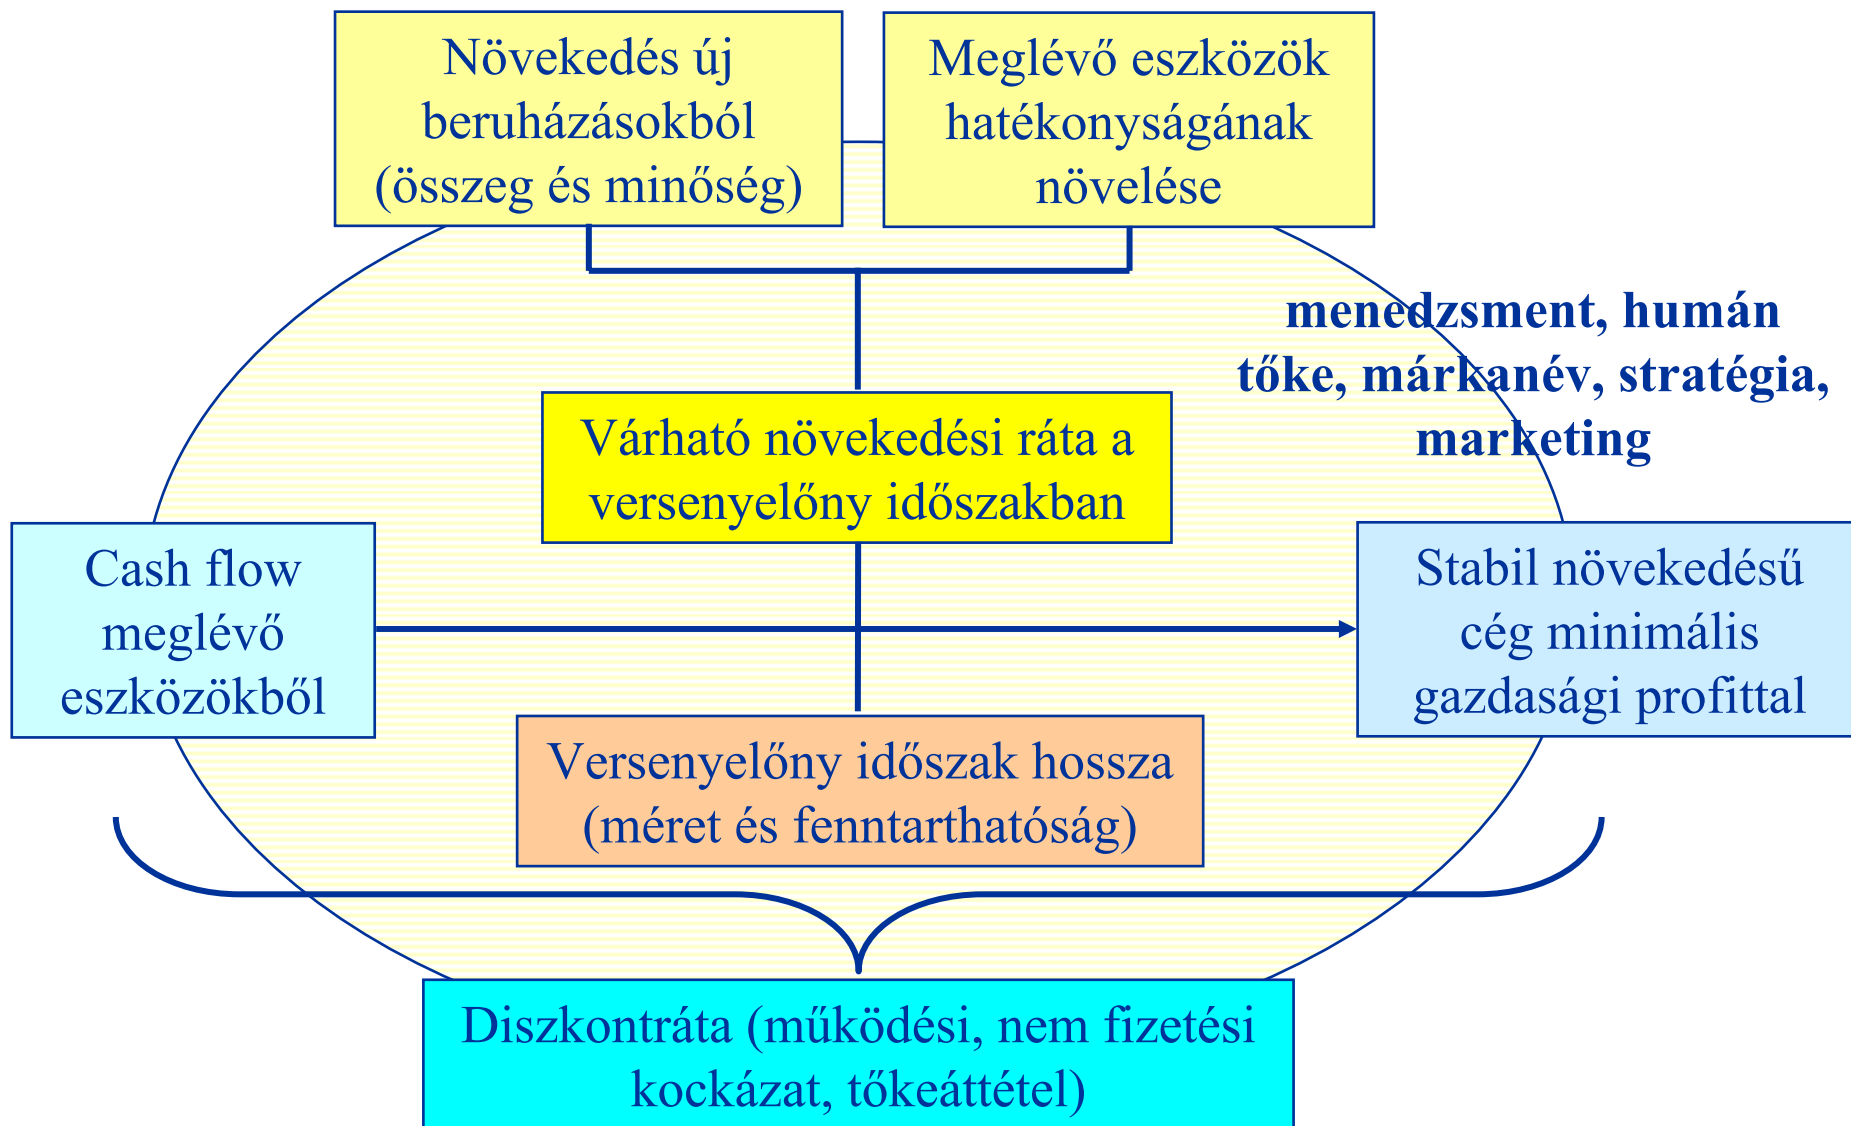 Növekedés új
beruházásokból
(összeg és minőség)
Meglévő eszközök
hatékonyságának
növelése
menedzsment, humán
tőke, márkanév, stratégia,
marketing
Várható növekedési ráta a
versenyelőny időszakban
Cash flow
meglévő
eszközökből
Stabil növekedésű
cég minimális
gazdasági profittal
Versenyelőny időszak hossza
(méret és fenntarthatóság)
Diszkontráta (működési, nem fizetési
kockázat, tőkeáttétel)